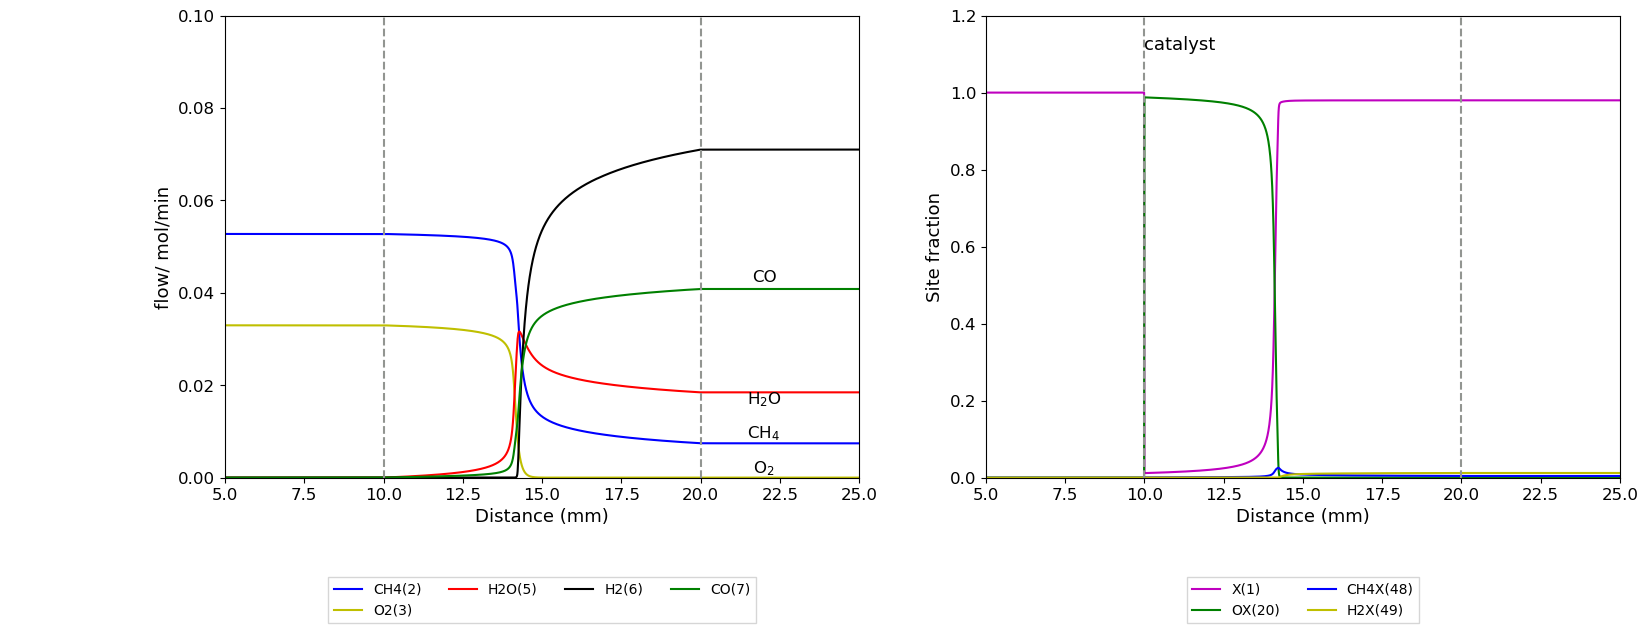 0.10
0.08
0.06
0.04
0.02
0.00
flow/ mol/min
CO
H₂O
CH₄
O₂
5.0 7.5 10.0 12.5 15.0 17.5 20.0 22.5 25.0
Distance (mm)
CH4(2) H2O(5) H2(6) CO(7)
O2(3)
1.2
1.0
0.8
0.6
0.4
0.2
0.0
Site fraction
catalyst
5.0 7.5 10.0 12.5 15.0 17.5 20.0 22.5 25.0
Distance (mm)
X(1) CH4X(48)
OX(20) H2X(49)